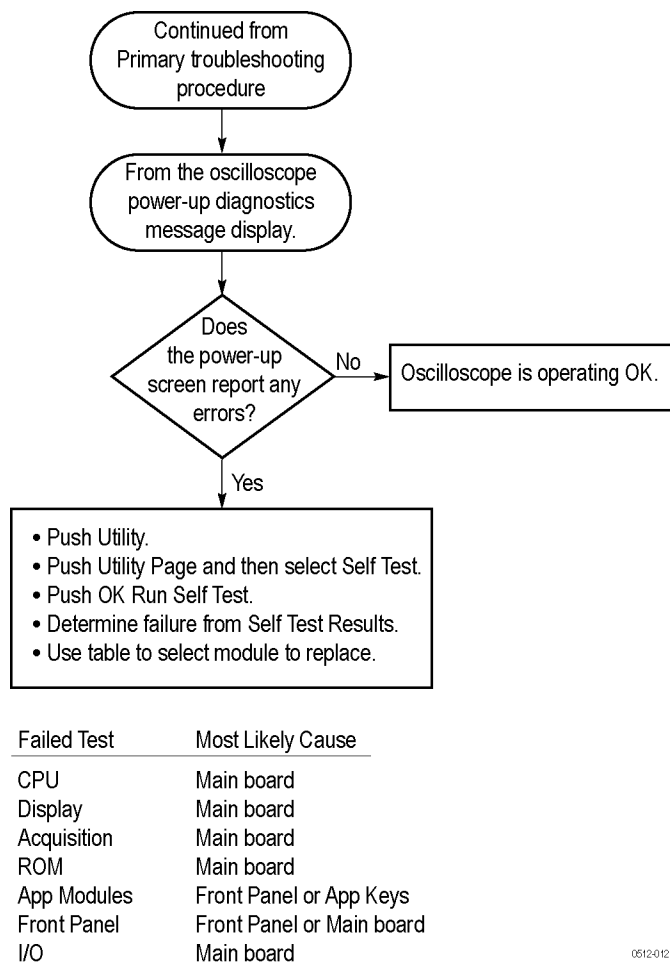 Continued from
Primary troubleshooting
procedure
From the oscilloscope
power-up diagnostics
message display.
Does
the power-up
screen report any
errors?
No
Oscilloscope is operating OK.
Yes
• Push Utility.
• Push Utility Page and then select Self Test.
• Push OK Run Self Test.
• Determine failure from Self Test Results.
• Use table to select module to replace.
Failed Test Most Likely Cause
CPU Main board
Display Main board
Acquisition Main board
ROM Main board
App Modules Front Panel or App Keys
Front Panel Front Panel or Main board
I/O Main board
0512-012